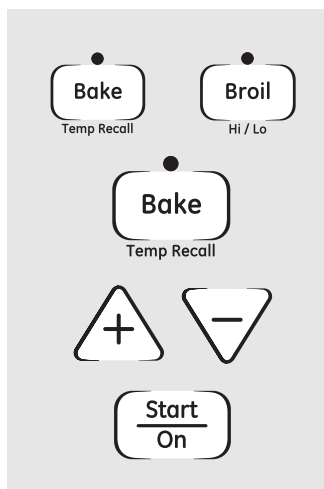 Bake Broil
Temp Recall Hi / Lo
Bake
Temp Recall
+ −
Start
On